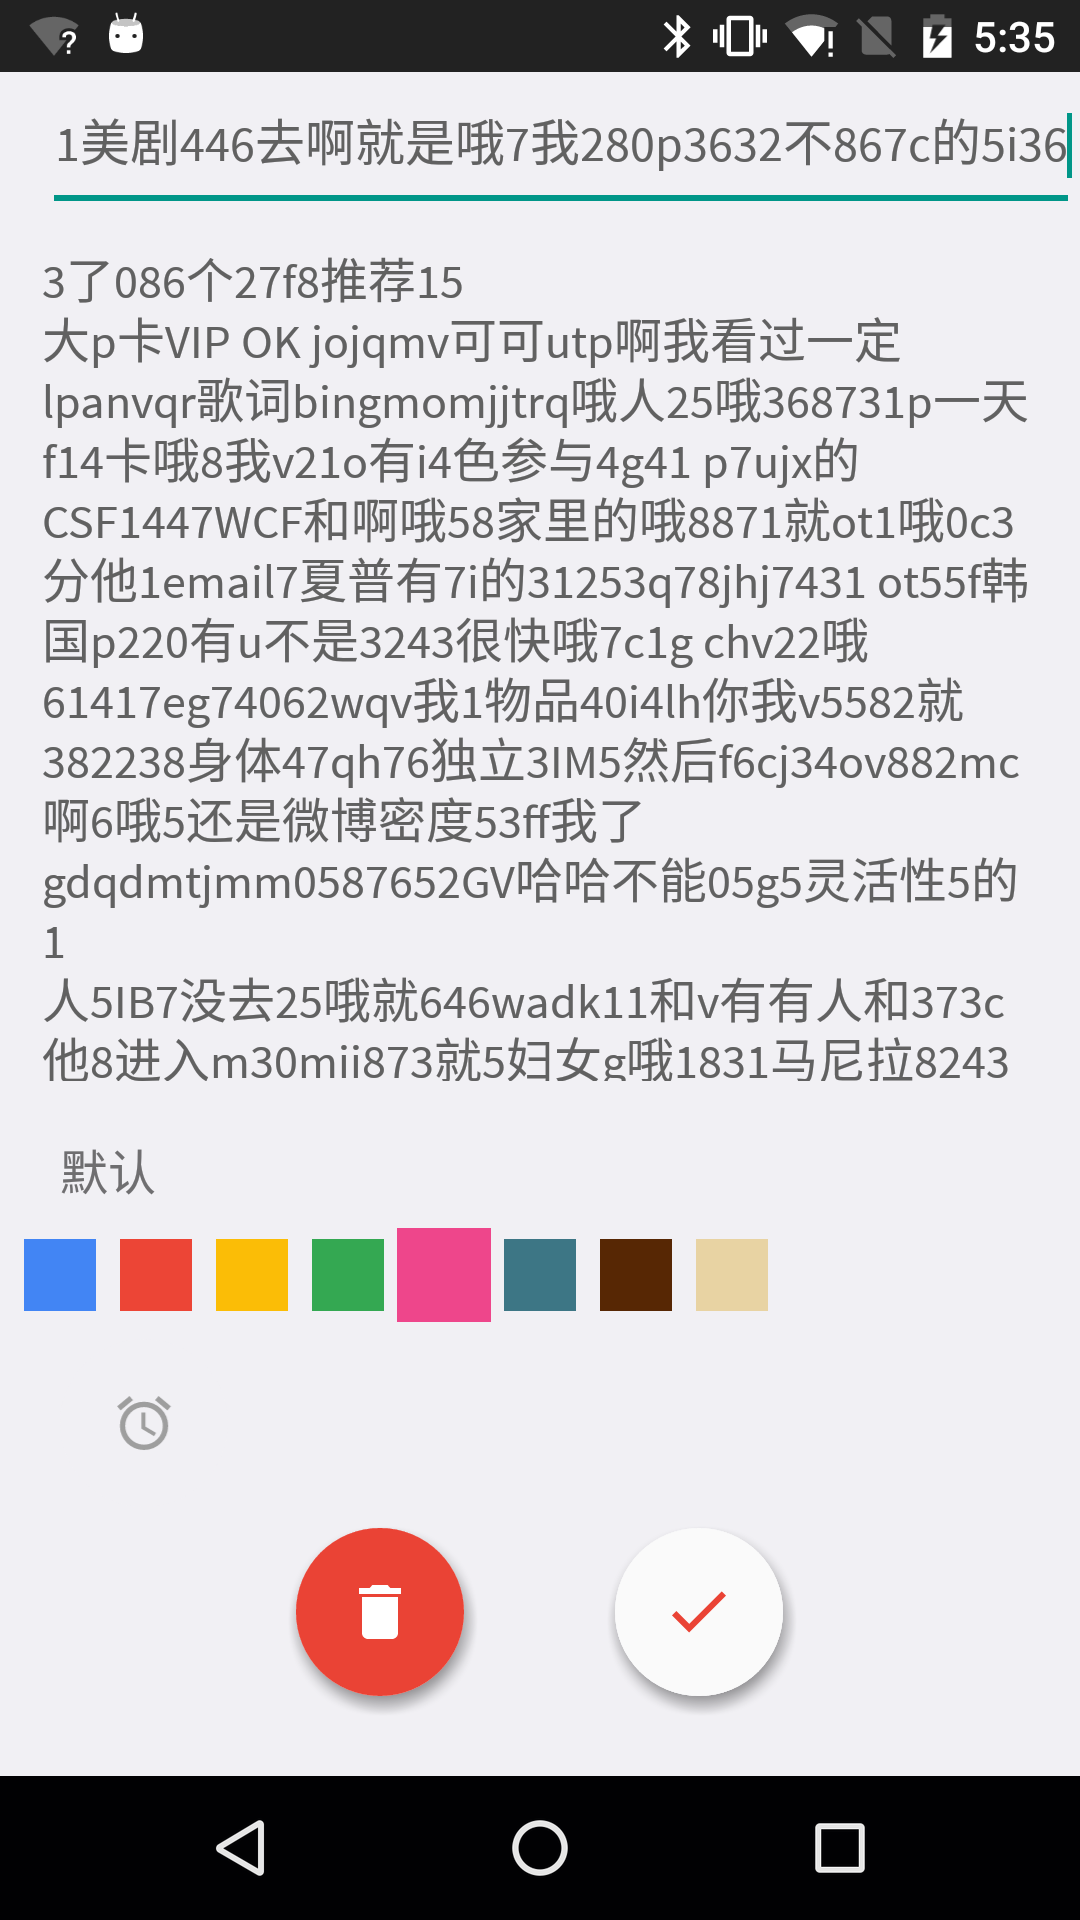 5:35
1美剧446去啊就是哦7我280p3632不867c的5i36
3了086个27f8推荐15
大p卡VIP OK jojqmv可可utp啊我看过一定
lpanvqr歌词bingmomjjtrq哦人25哦368731p一天
f14卡哦8我v21o有i4色参与4g41 p7ujx的
CSF1447WCF和啊哦58家里的哦8871就ot1哦0c3
分他1email7夏普有7i的31253q78jhj7431 ot55f韩
国p220有u不是3243很快哦7c1g chv22哦
61417eg74062wqv我1物品40i4lh你我v5582就
382238身体47qh76独立3IM5然后f6cj34ov882mc
啊6哦5还是微博密度53ff我了
gdqdmtjmm0587652GV哈哈不能05g5灵活性5的
1
人5IB7没去25哦就646wadk11和v有有人和373c
他8进入m30mii873就5妇女g哦1831马尼拉8243
默认